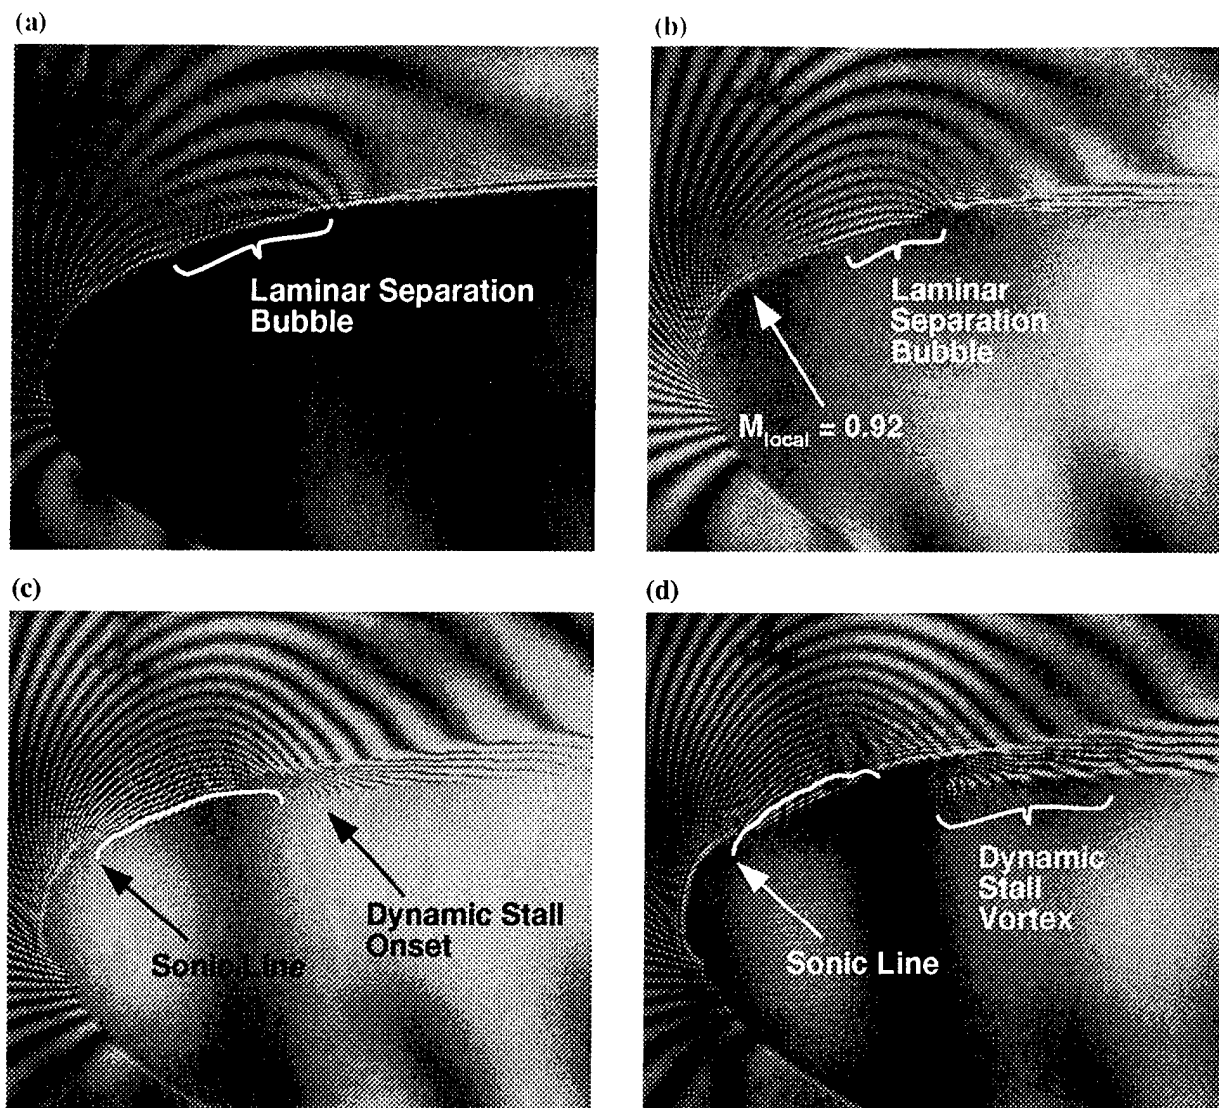 (a)
(b)
Laminar Separation
Bubble
Laminar
Separation
Bubble
M_local = 0.92
(c)
(d)
Dynamic Stall
Onset
Sonic Line
Dynamic
Stall
Vortex
Sonic Line